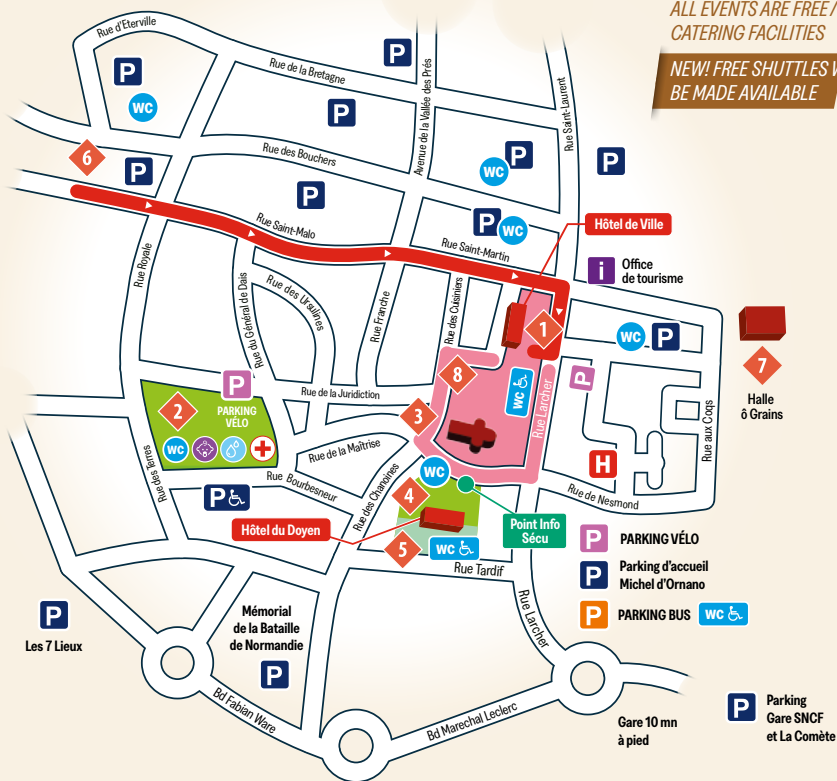 ALL EVENTS ARE FREE /
CATERING FACILITIES
NEW! FREE SHUTTLES W
BE MADE AVAILABLE
Rue d'Eterville
P
P
Rue de la Bretagne
Avenue de la Vallée des Prés
Rue Saint-Laurent
WC
P
Rue des Bouchers
6
P
P
WC
P
P
P
WC
Hôtel de Ville
Rue Saint-Malo
Rue Saint-Martin
Rue Royale
i
Office
de tourisme
Rue du Général de Dais
Rue des Ursulines
Rue Franche
Rue des Cuisiniers
1
WC
P
7
Halle
ô Grains
8
P
PARKING
VÉLO
2
Rue de la Juridiction
WC
P
Rue Larcher
Rue aux Coqs
3
WC
Rue de la Maîtrise
H
Rue des Terres
Rue Bourbesneur
Rue des Chanoines
WC
P
4
Rue de Nesmond
Hôtel du Doyen
Point Info
Sécu
5
WC
Rue Tardif
P
PARKING VÉLO
P
Parking d'accueil
Michel d'Ornano
P
PARKING BUS
WC
Rue Larcher
P
Les 7 Lieux
Mémorial
de la Bataille
de Normandie
P
Bd Fabian Ware
Bd Marechal Leclerc
Gare 10 mn
à pied
P
Parking
Gare SNCF
et La Comète